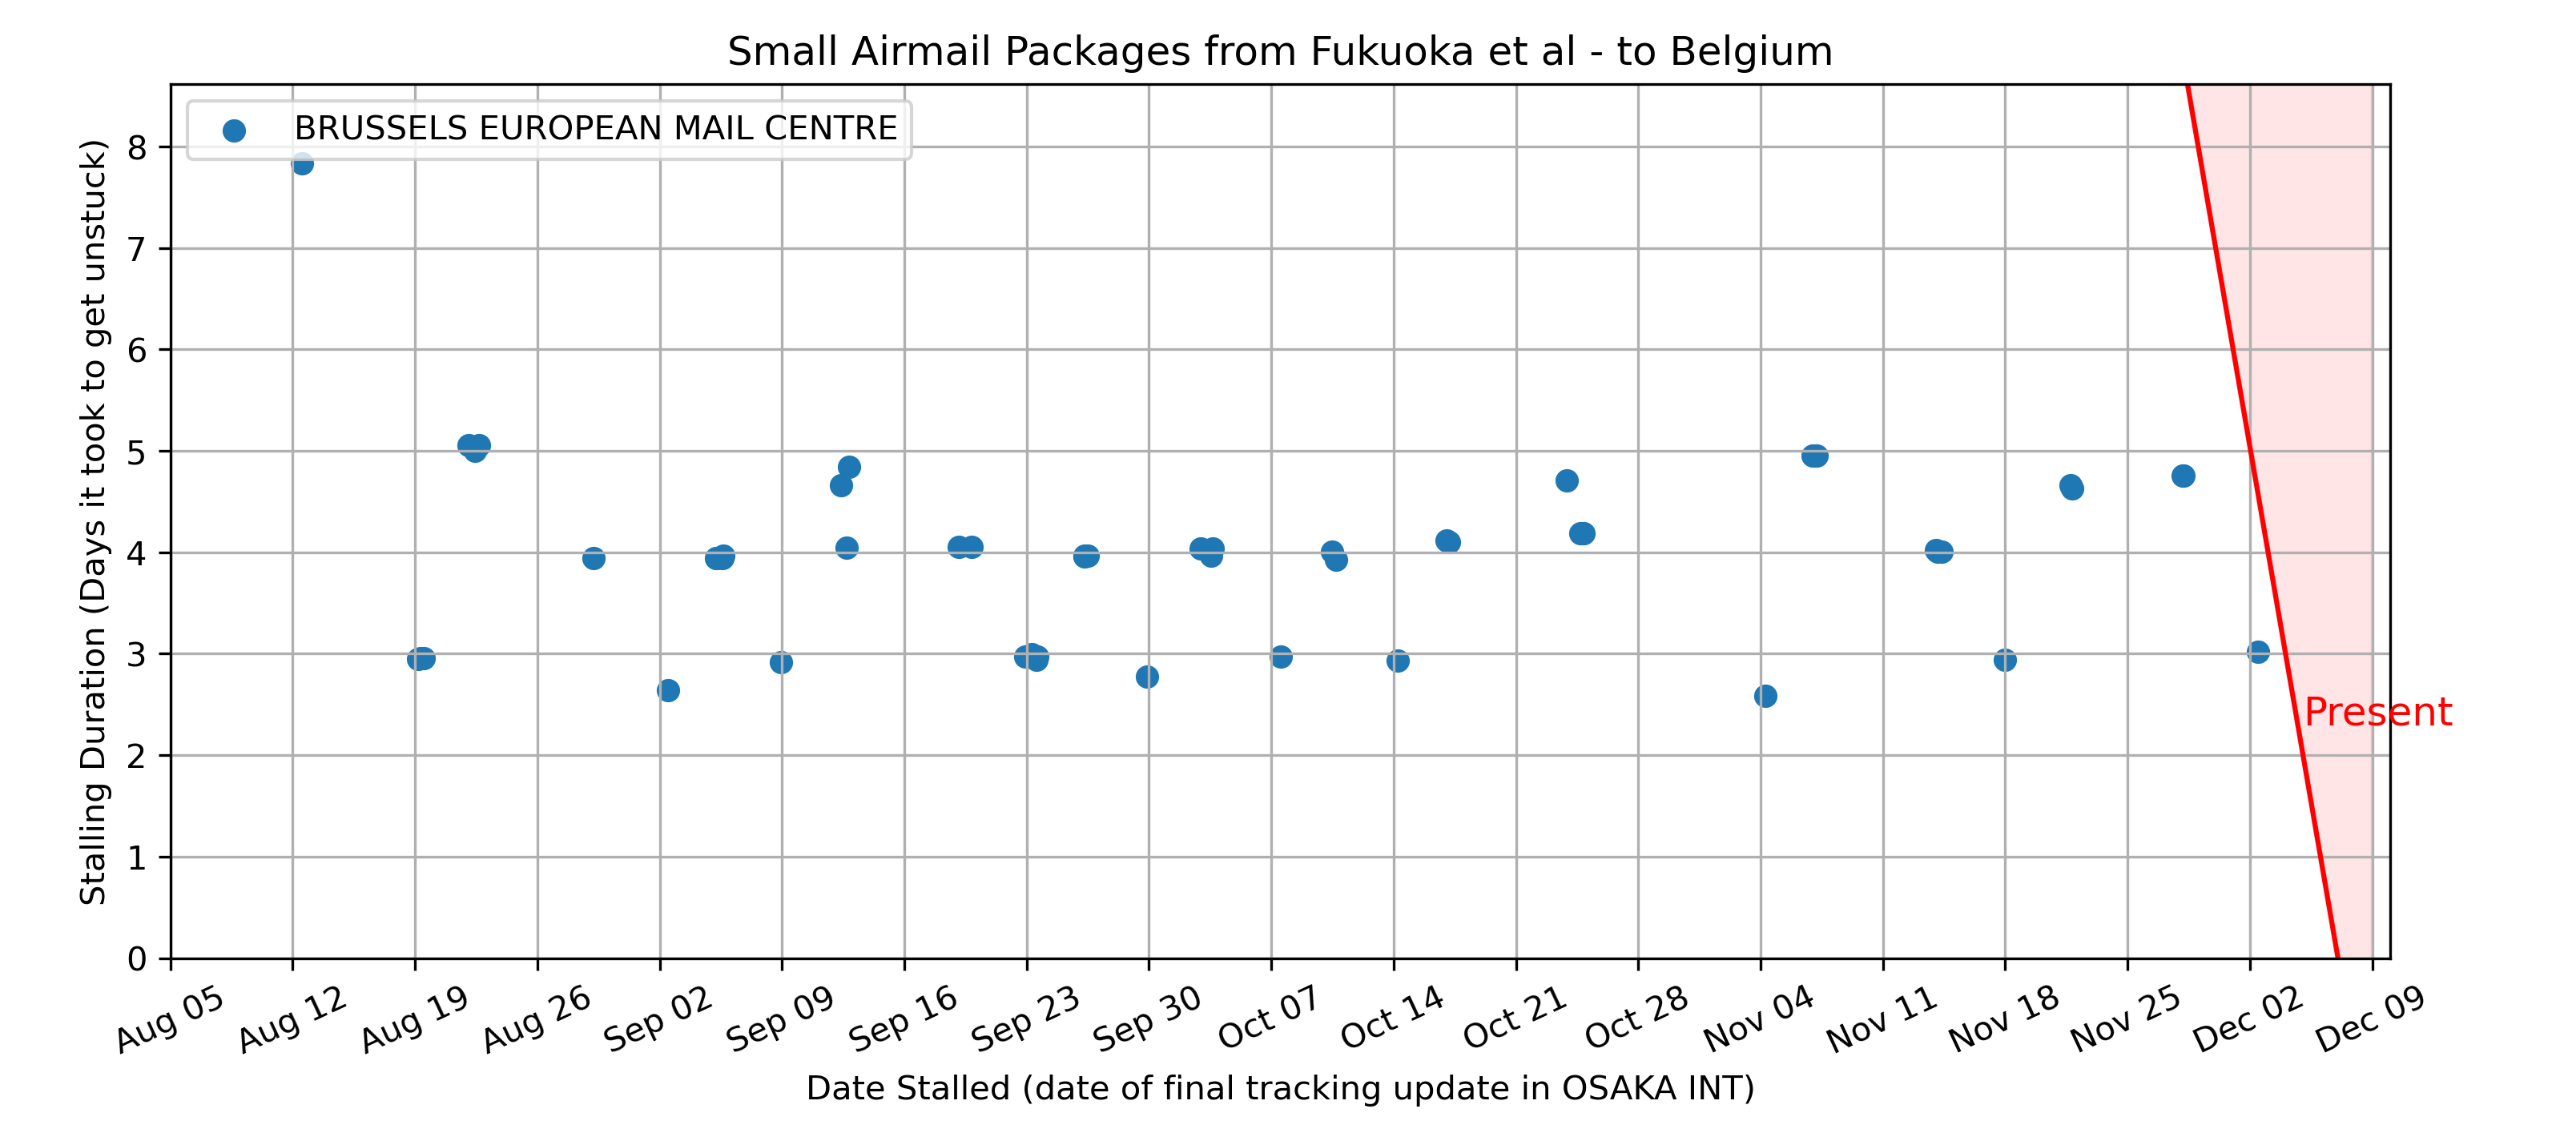 Small Airmail Packages from Fukuoka et al - to Belgium
BRUSSELS EUROPEAN MAIL CENTRE
Stalling Duration (Days it took to get unstuck)
8
7
6
5
4
3
2
1
0
Present
Aug 05
Aug 12
Aug 19
Aug 26
Sep 02
Sep 09
Sep 16
Sep 23
Sep 30
Oct 07
Oct 14
Oct 21
Oct 28
Nov 04
Nov 11
Nov 18
Nov 25
Dec 02
Dec 09
Date Stalled (date of final tracking update in OSAKA INT)